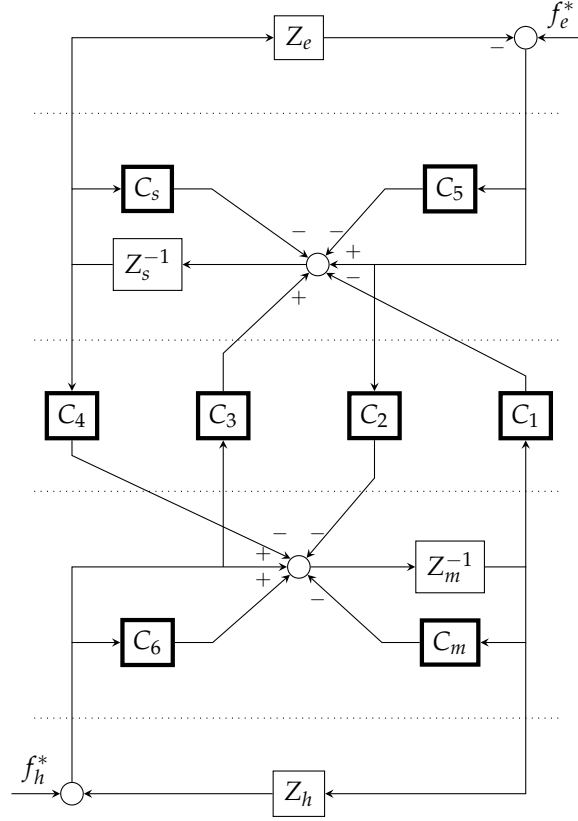 Z_e
f_e^*
−
C_s
C_5
− −
+
Z_s^{-1}
−
+
C_4
C_3
C_2
C_1
− −
+
Z_m^{-1}
+
−
C_6
C_m
f_h^*
Z_h